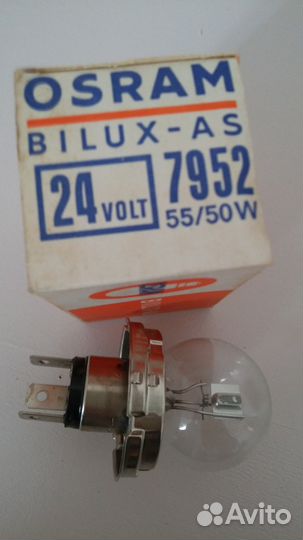 OSRAM
BILUX-AS
24 VOLT
7952
55/50W
Avito